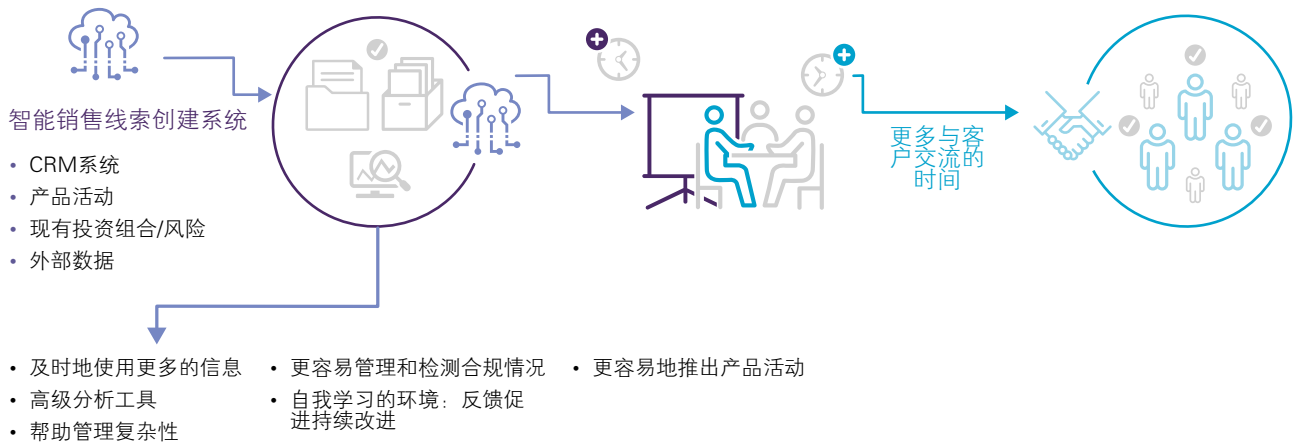 智能销售线索创建系统
• CRM系统
• 产品活动
• 现有投资组合/风险
• 外部数据
更多与客
户交流的
时间
• 及时地使用更多的信息
• 高级分析工具
• 帮助管理复杂性
• 更容易管理和检测合规情况
• 自我学习的环境：反馈促
进持续改进
• 更容易地推出产品活动